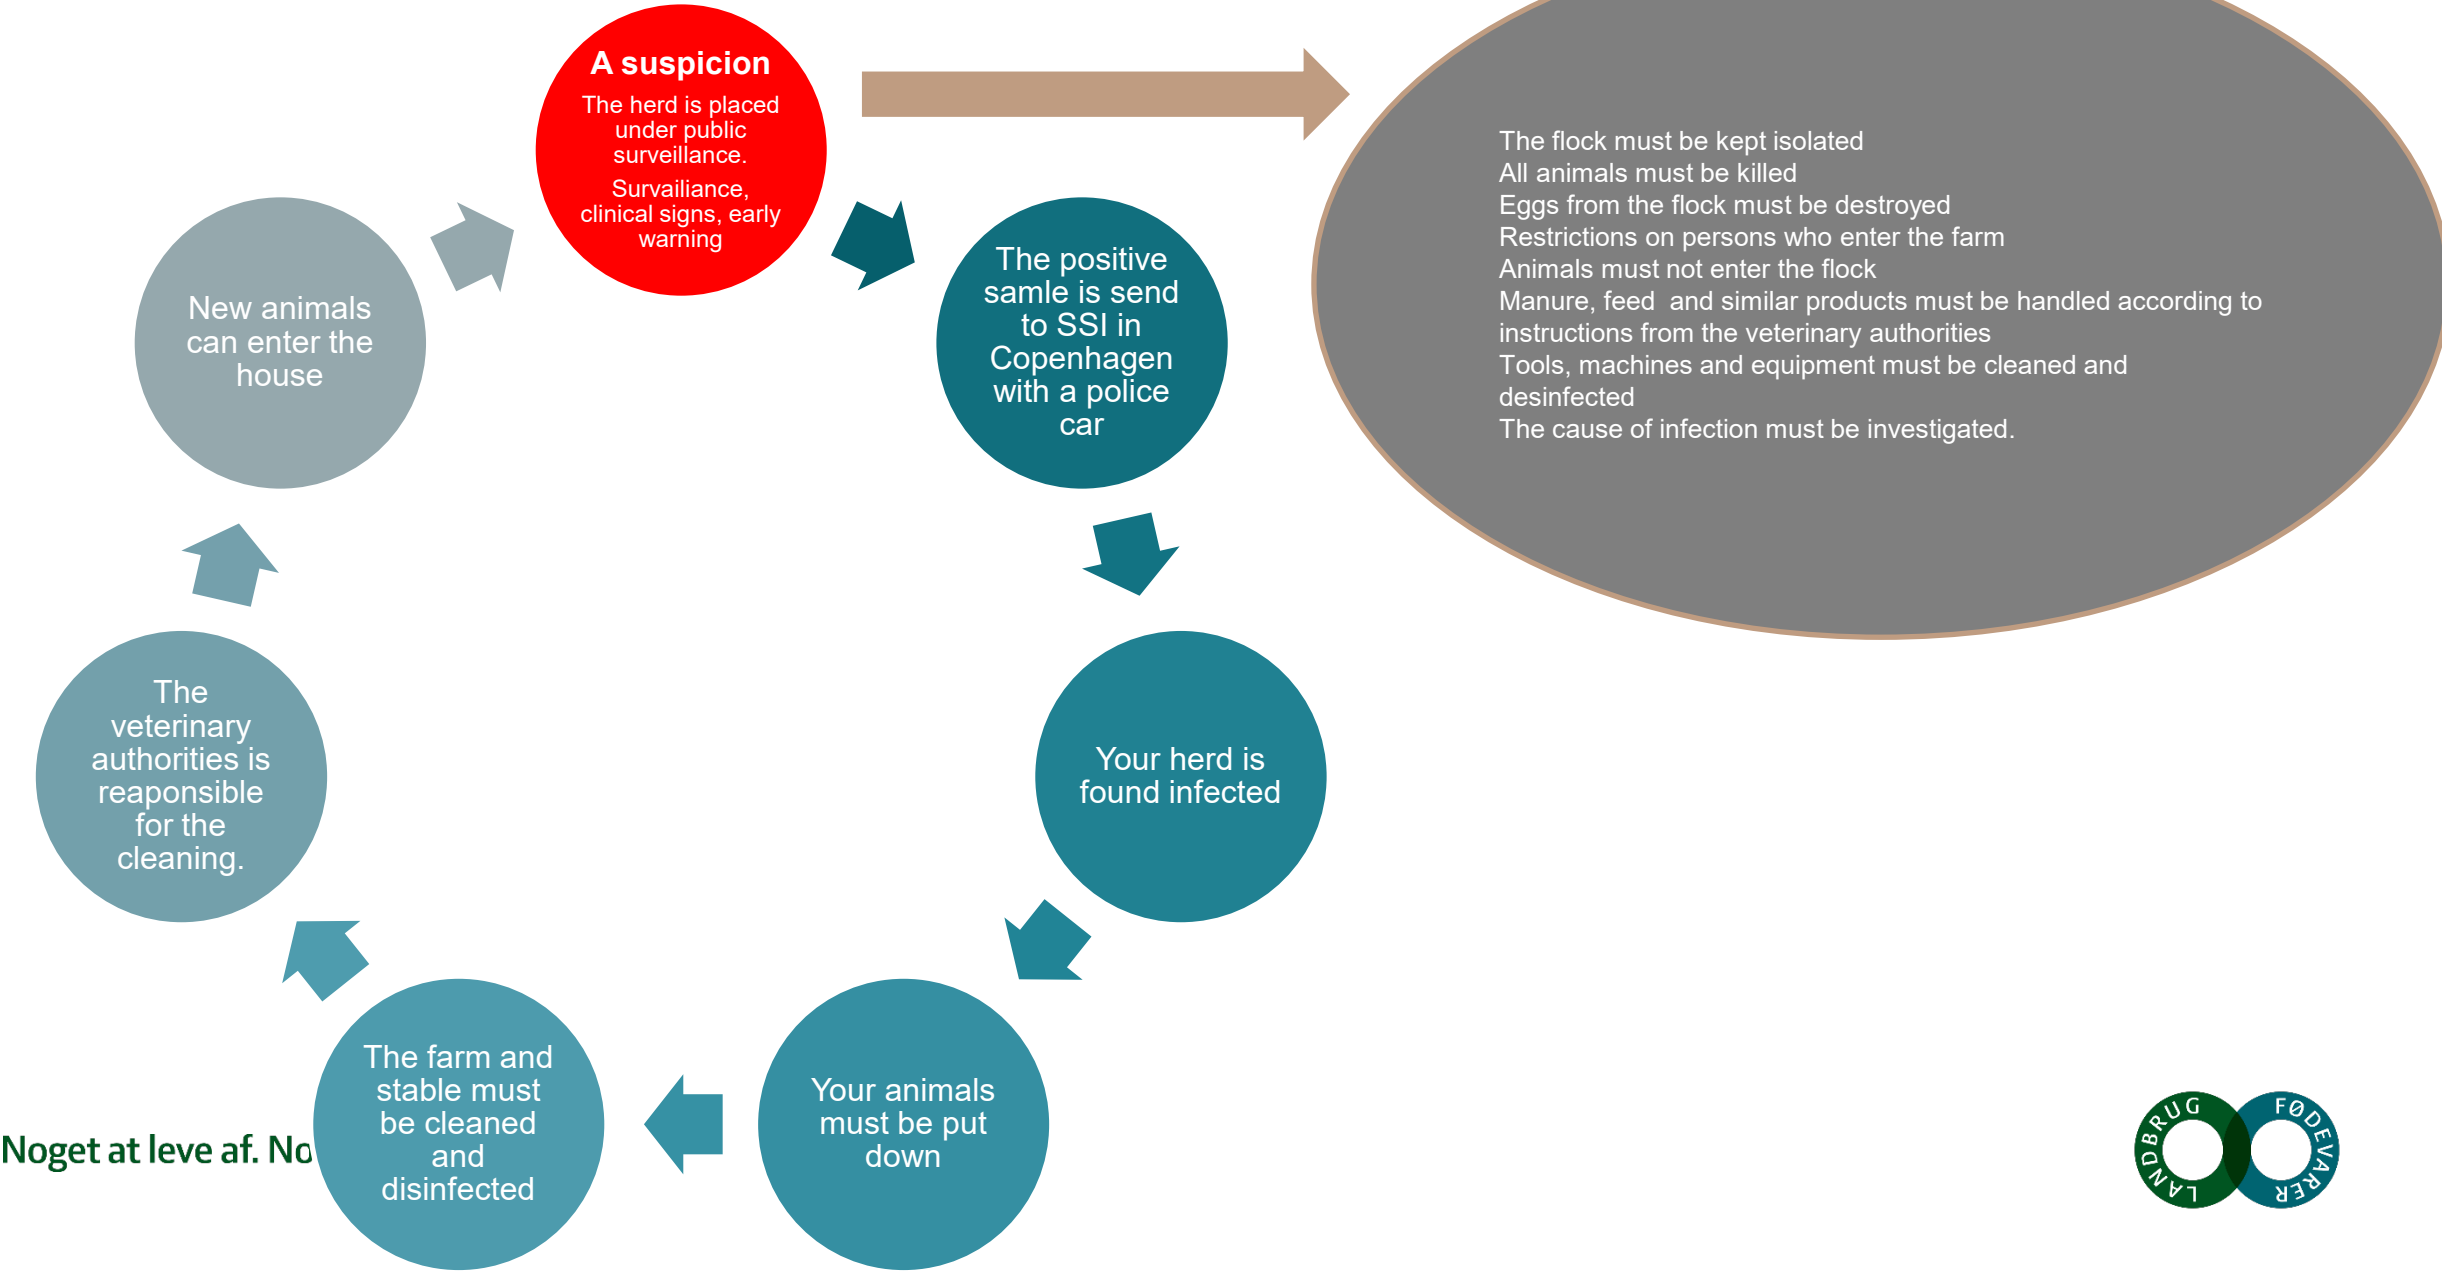 A suspicion
The herd is placed
under public
surveillance.
Survailiance,
clinical signs, early
warning
The positive
samle is send
to SSI in
Copenhagen
with a police
car
Your herd is
found infected
Your animals
must be put
down
The farm and
stable must
be cleaned
and
disinfected
The
veterinary
authorities is
reaponsible
for the
cleaning.
New animals
can enter the
house
The flock must be kept isolated
All animals must be killed
Eggs from the flock must be destroyed
Restrictions on persons who enter the farm
Animals must not enter the flock
Manure, feed  and similar products must be handled according to
instructions from the veterinary authorities
Tools, machines and equipment must be cleaned and
desinfected
The cause of infection must be investigated.
Noget at leve af. No
LANDBRUG
FØDEVARER